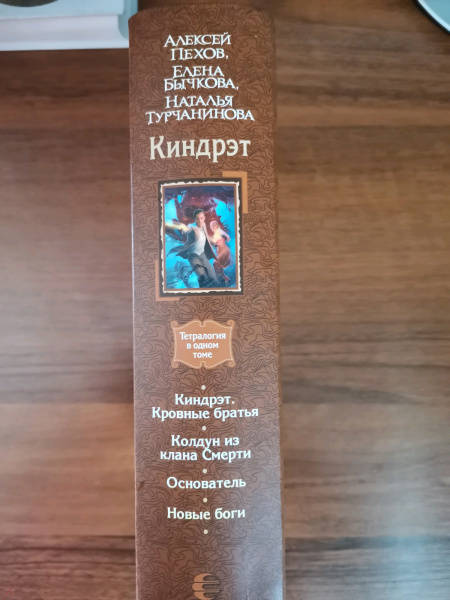 Алексей
Пехов,
Елена
Бычкова,
Наталья
Турчанинова
Киндрэт
Тетралогия
в одном
томе
Киндрэт.
Кровные братья
Колдун из
клана Смерти
Основатель
Новые боги